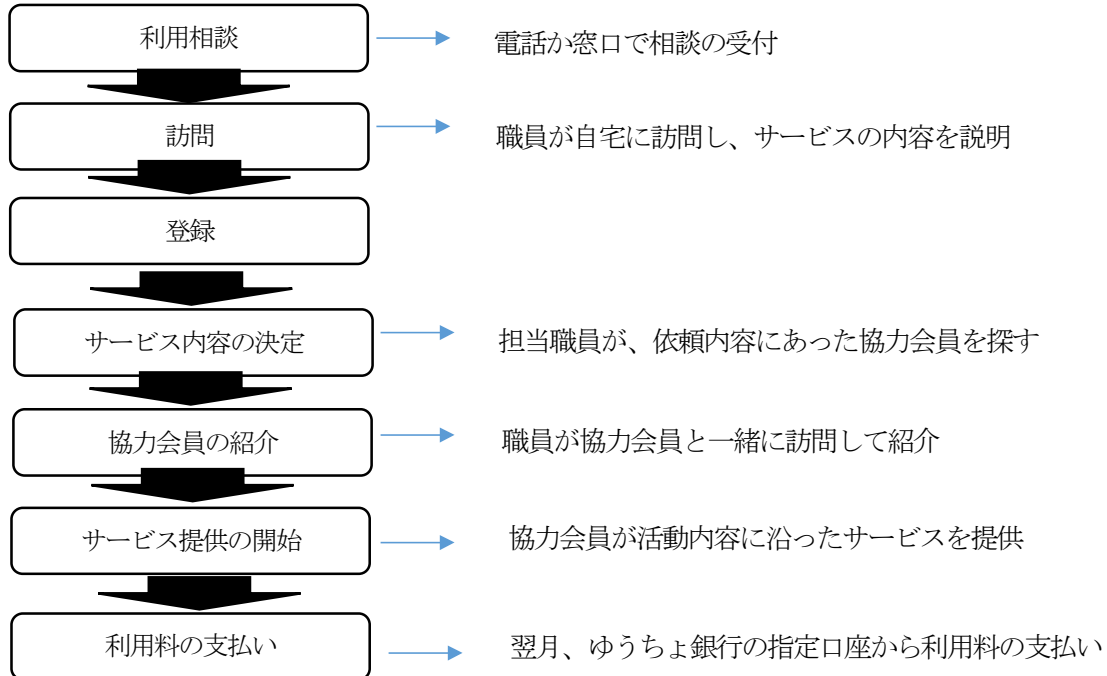 利用相談
電話か窓口で相談の受付
訪問
職員が自宅に訪問し、サービスの内容を説明
登録
サービス内容の決定
担当職員が、依頼内容にあった協力会員を探す
協力会員の紹介
職員が協力会員と一緒に訪問して紹介
サービス提供の開始
協力会員が活動内容に沿ったサービスを提供
利用料の支払い
翌月、ゆうちょ銀行の指定口座から利用料の支払い